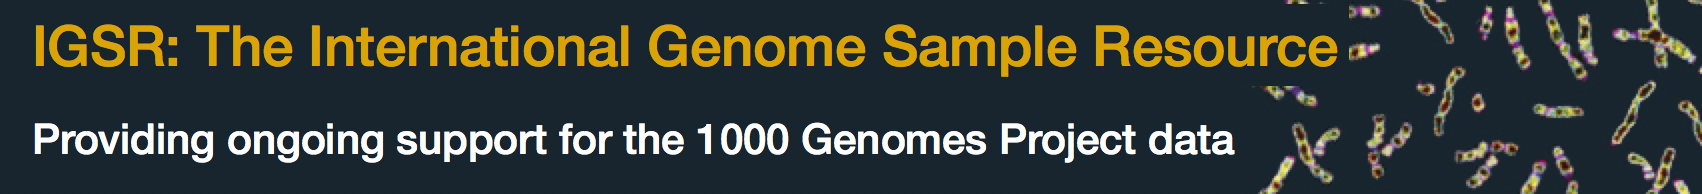 IGSR: The International Genome Sample Resource
Providing ongoing support for the 1000 Genomes Project data